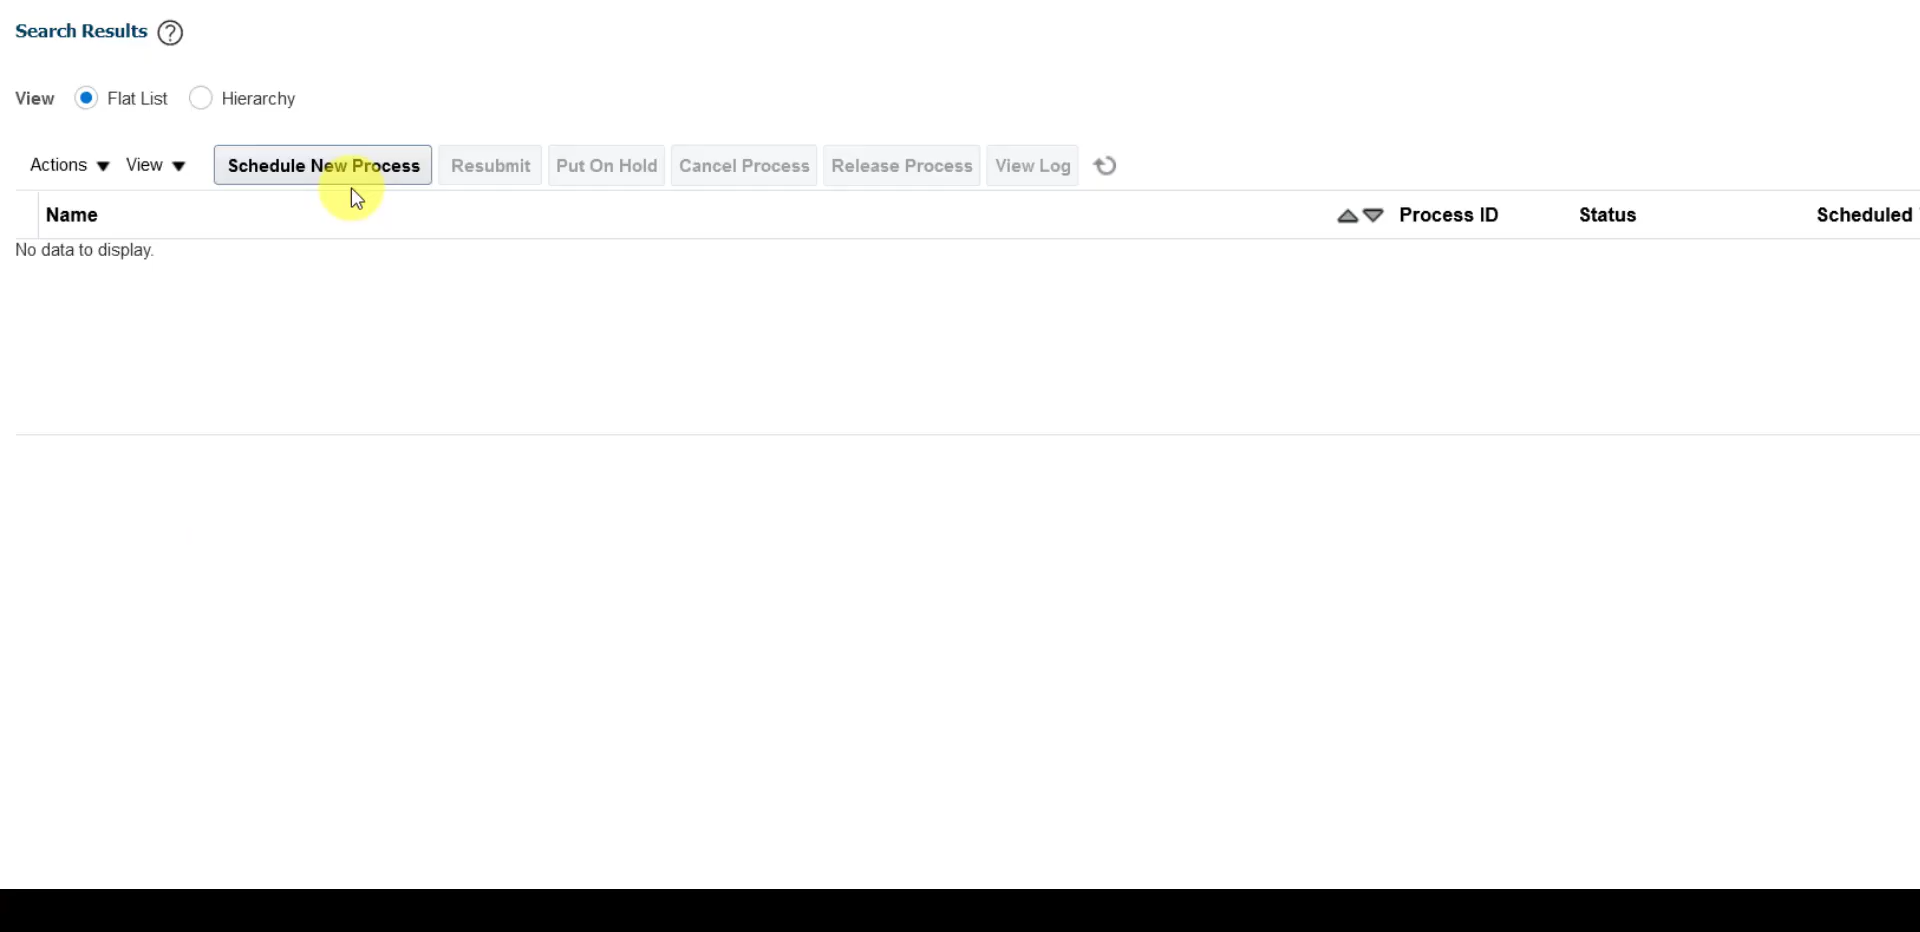 Search Results ?
View Flat List Hierarchy
Actions View Schedule New Process Resubmit Put On Hold Cancel Process Release Process View Log
Name Process ID Status Scheduled
No data to display.